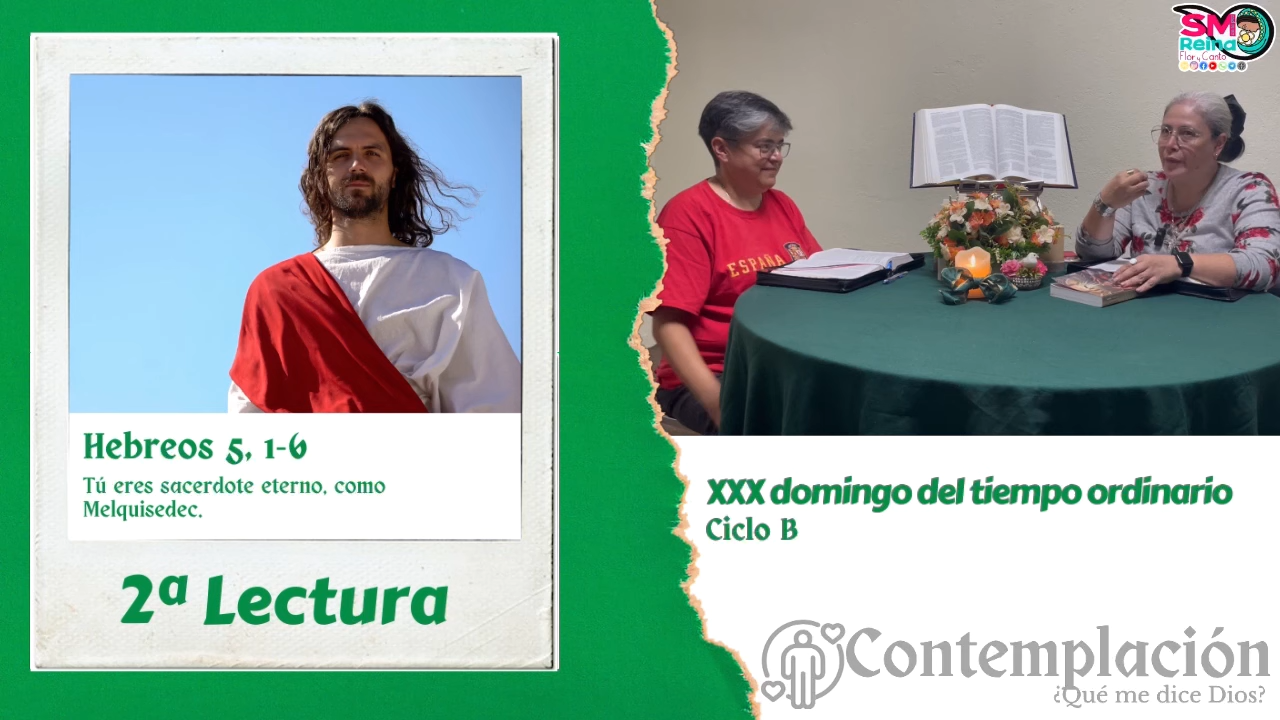 Hebreos 5, 1-6
Tú eres sacerdote eterno, como
Melquisedec.
2ª Lectura
SM
Reina
Flor y Canto
ESPAÑA
XXX domingo del tiempo ordinario
Ciclo B
Contemplación
¿Qué me dice Dios?